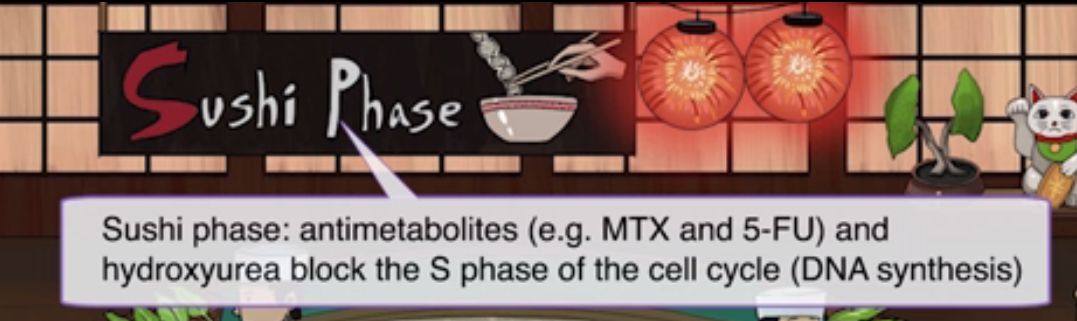 Sushi Phase
Sushi phase: antimetabolites (e.g. MTX and 5-FU) and
hydroxyurea block the S phase of the cell cycle (DNA synthesis)